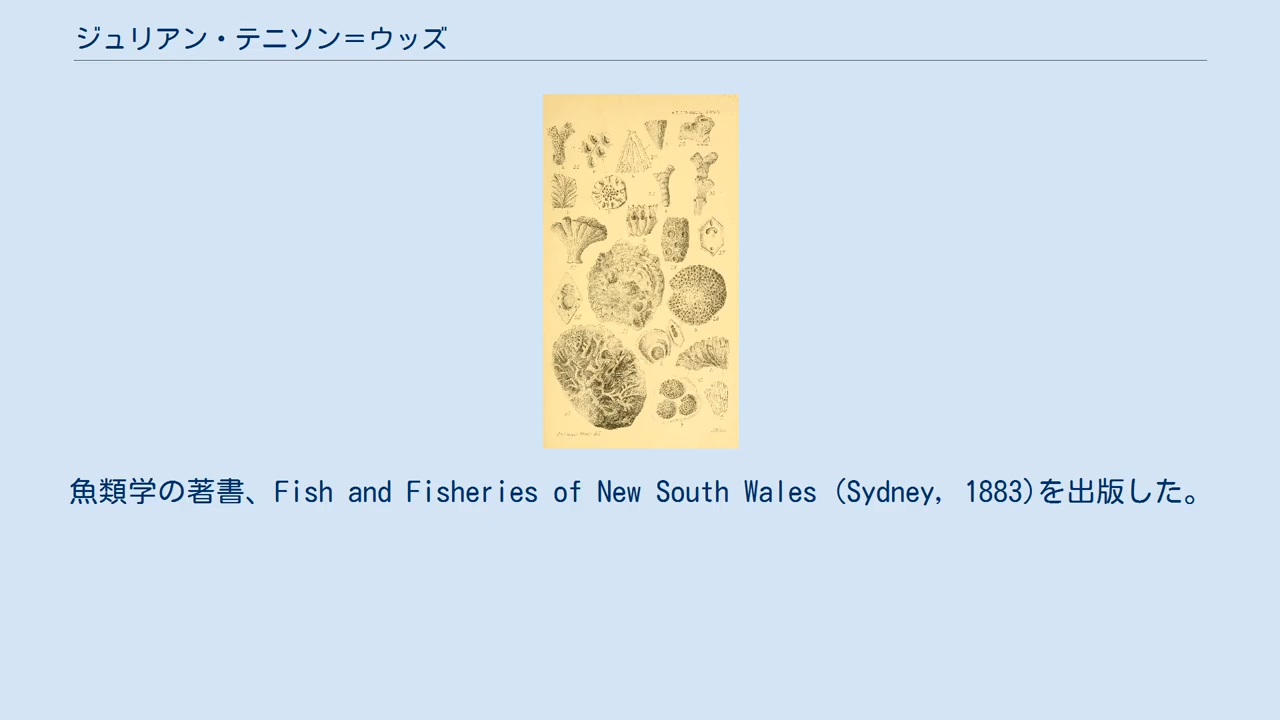 ジュリアン・テニソン＝ウッズ
魚類学の著書、Fish and Fisheries of New South Wales (Sydney, 1883)を出版した。